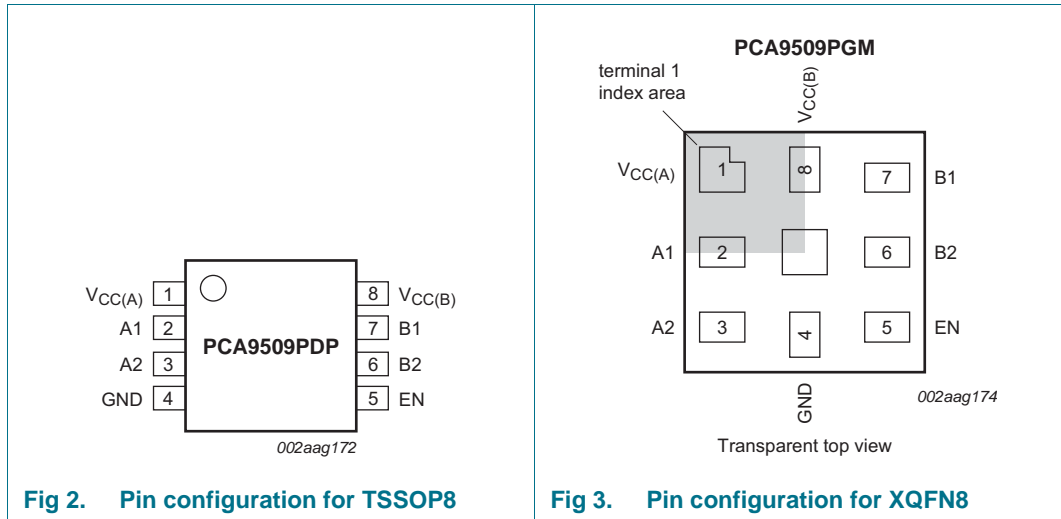 VCC(A) 1 8 VCC(B)
A1 2 7 B1
PCA9509PDP
A2 3 6 B2
GND 4 5 EN
002aag172
Fig 2. Pin configuration for TSSOP8
PCA9509PGM
terminal 1
index area
VCC(B)
VCC(A) 1 8 7 B1
A1 2 6 B2
A2 3 4 5 EN
GND
002aag174
Transparent top view
Fig 3. Pin configuration for XQFN8